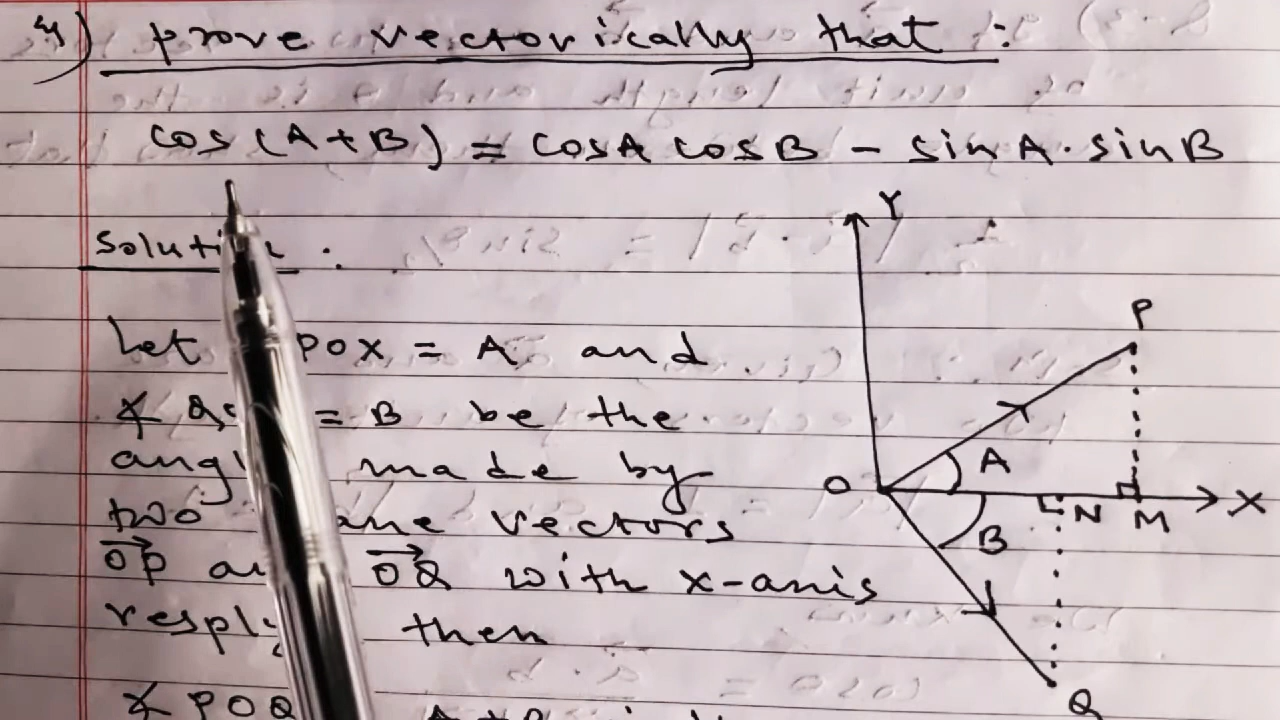 4) prove vectorically that :
cos (A+B) = cosA cosB - sinA.sinB
Solution :
Y
P
Let POX = A and
∡ = B be the
A
made by
O
N M X
two vectors
B
OP OQ with x-axis
then
∡ POQ
Q